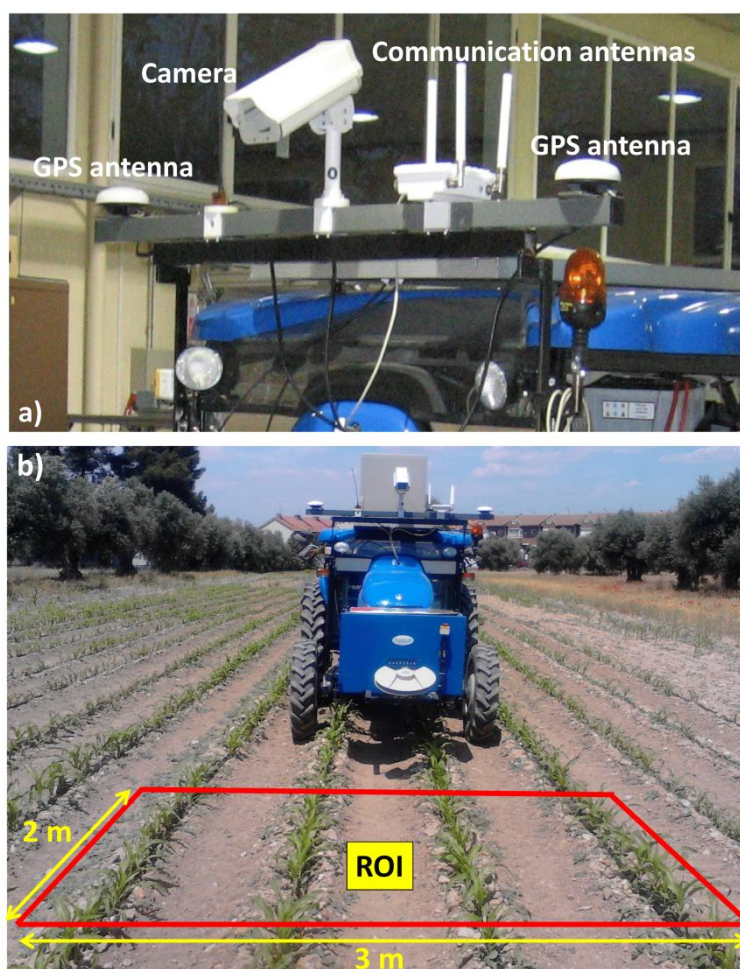 Camera
Communication antennas
GPS antenna
GPS antenna
a)
b)
2 m
ROI
3 m